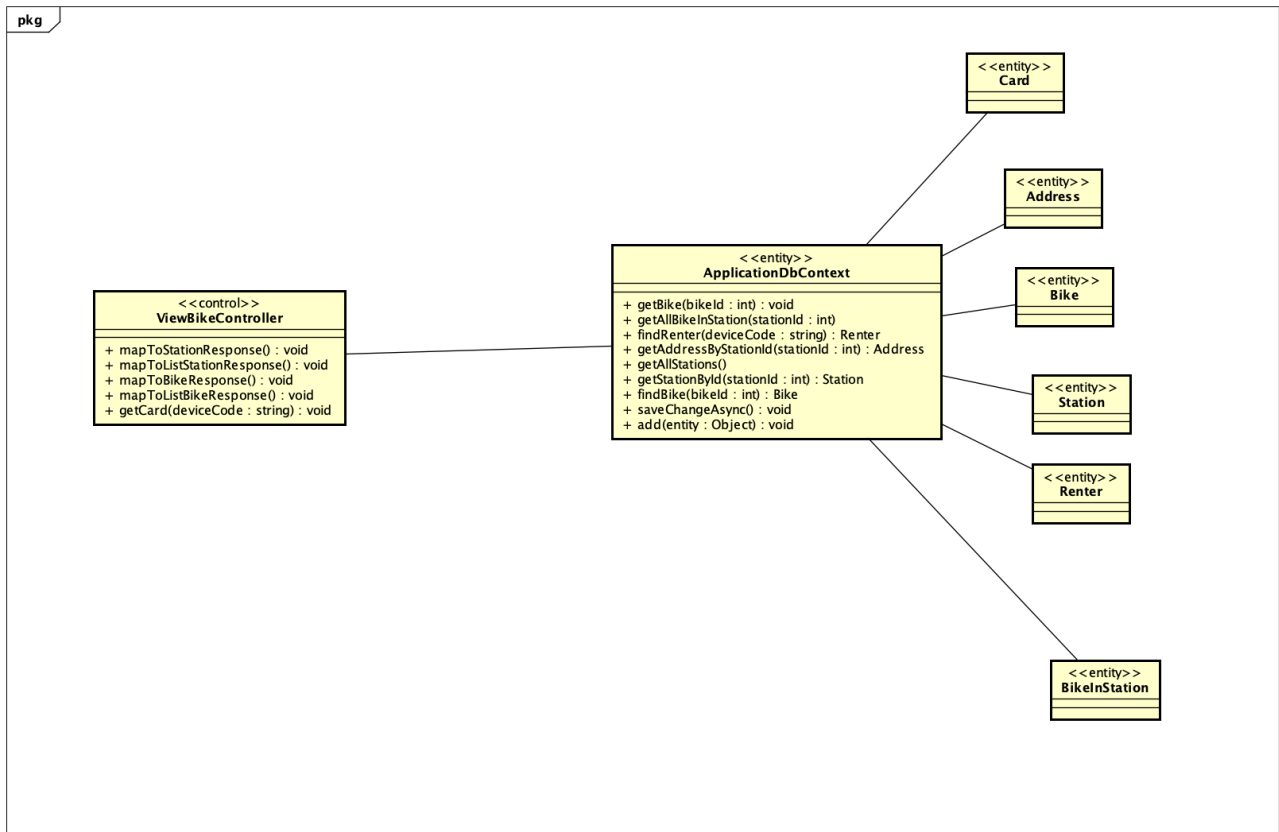 pkg
<<entity>>
Card
<<entity>>
Address
<<entity>>
ApplicationDbContext
+ getBike(bikeId : int) : void
+ getAllBikeInStation(stationId : int)
+ findRenter(deviceCode : string) : Renter
+ getAddressByStationId(stationId : int) : Address
+ getAllStations()
+ getStationById(stationId : int) : Station
+ findBike(bikeId : int) : Bike
+ saveChangeAsync() : void
+ add(entity : Object) : void
<<entity>>
Bike
<<control>>
ViewBikeController
+ mapToStationResponse() : void
+ mapToListStationResponse() : void
+ mapToBikeResponse() : void
+ mapToListBikeResponse() : void
+ getCard(deviceCode : string) : void
<<entity>>
Station
<<entity>>
Renter
<<entity>>
BikeInStation